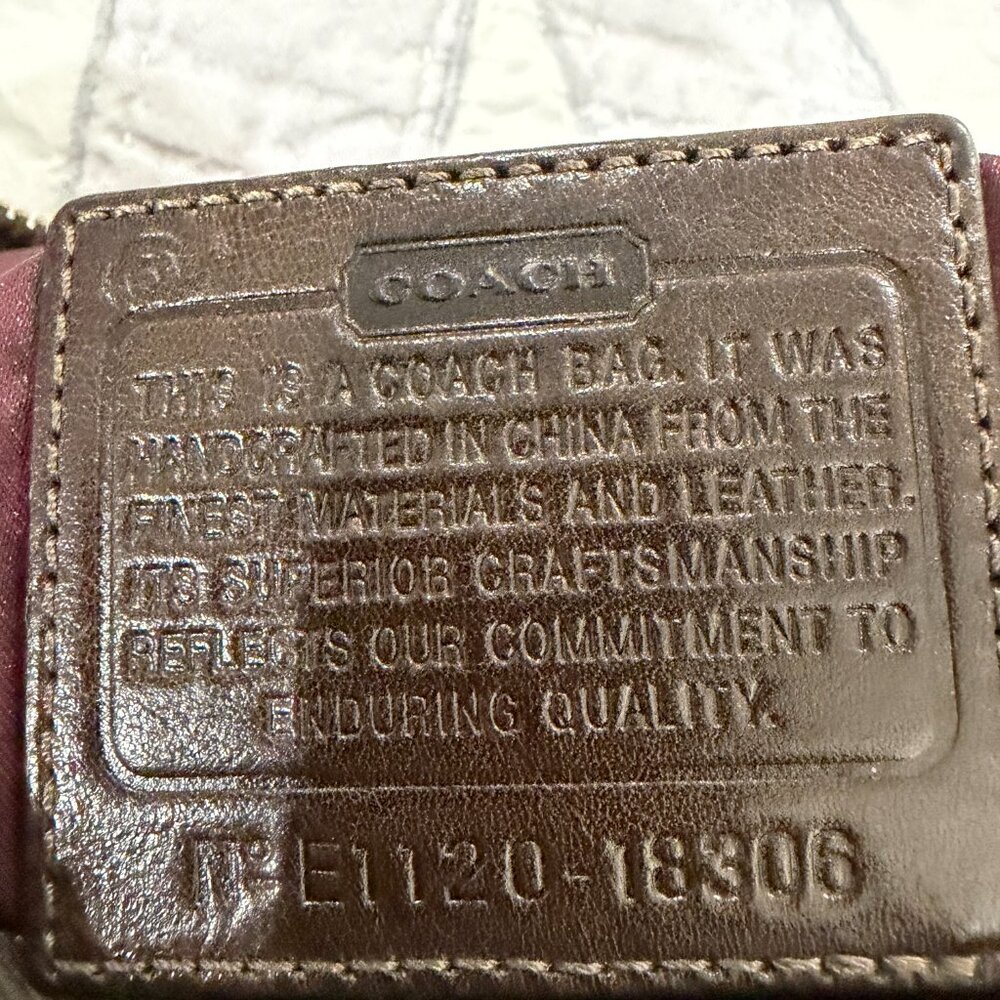 COACH
THIS IS A COACH BAG. IT WAS
HANDCRAFTED IN CHINA FROM THE
FINEST MATERIALS AND LEATHER.
ITS SUPERIOR CRAFTSMANSHIP
REFLECTS OUR COMMITMENT TO
ENDURING QUALITY.
Nº E1120-18306